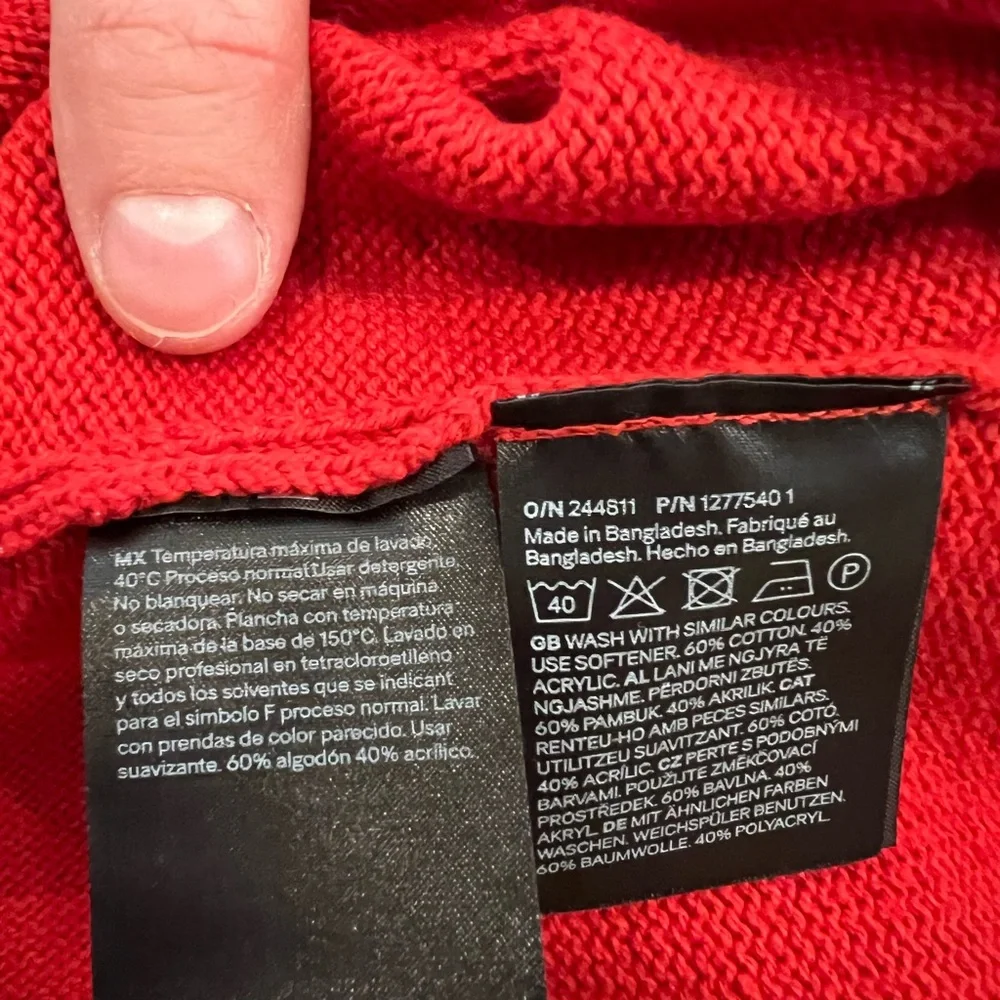 MX Temperatura máxima de lavado
40°C Proceso normal Usar detergente.
No blanquear. No secar en máquina
o secadora. Plancha con temperatura
máxima de la base de 150°C. Lavado en
seco profesional en tetracloroetileno
y todos los solventes que se indicant
para el simbolo F proceso normal. Lavar
con prendas de color parecido. Usar
suavizante. 60% algodón 40% acrílico.
O/N 244811 P/N 1277540 1
Made in Bangladesh. Fabriqué au
Bangladesh. Hecho en Bangladesh.
40 P
GB WASH WITH SIMILAR COLOURS.
USE SOFTENER. 60% COTTON. 40%
ACRYLIC. AL LANI ME NGJYRA TË
NGJASHME. PËRDORNI ZBUTËS.
60% PAMBUK. 40% AKRILIK. CAT
RENTEU-HO AMB PECES SIMILARS.
UTILITZEU SUAVITZANT. 60% COTÓ.
40% ACRÍLIC. CZ PERTE S PODOBNÝMI
BARVAMI. POUŽIJTE ZMĚKČOVACÍ
PROSTŘEDEK. 60% BAVLNA. 40%
AKRYL. DE MIT ÄHNLICHEN FARBEN
WASCHEN. WEICHSPÜLER BENUTZEN.
60% BAUMWOLLE. 40% POLYACRYL.